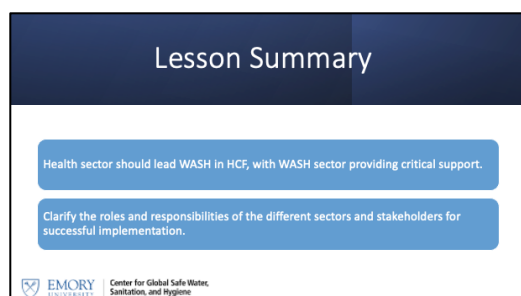 Lesson Summary
Health sector should lead WASH in HCF, with WASH sector providing critical support.
Clarify the roles and responsibilities of the different sectors and stakeholders for
successful implementation.
EMORY
UNIVERSITY
Center for Global Safe Water,
Sanitation, and Hygiene